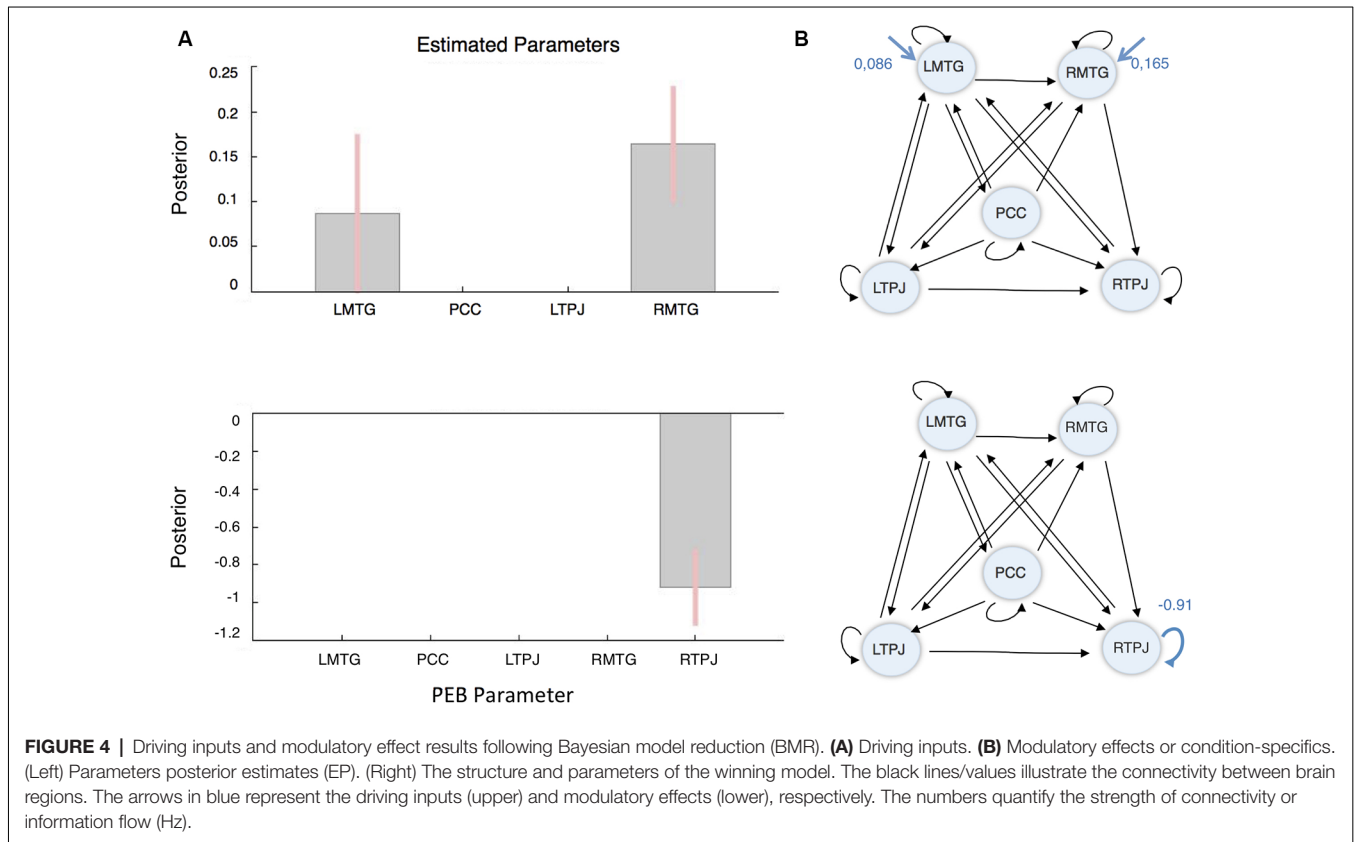 A
Estimated Parameters
Posterior
0.25
0.2
0.15
0.1
0.05
0
LMTG PCC LTPJ RMTG
B
0,086
LMTG
RMTG
0,165
PCC
LTPJ
RTPJ
Posterior
0
-0.2
-0.4
-0.6
-0.8
-1
-1.2
LMTG PCC LTPJ RMTG RTPJ
PEB Parameter
LMTG
RMTG
PCC
-0.91
LTPJ
RTPJ
FIGURE 4 | Driving inputs and modulatory effect results following Bayesian model reduction (BMR). (A) Driving inputs. (B) Modulatory effects or condition-specifics.
(Left) Parameters posterior estimates (EP). (Right) The structure and parameters of the winning model. The black lines/values illustrate the connectivity between brain
regions. The arrows in blue represent the driving inputs (upper) and modulatory effects (lower), respectively. The numbers quantify the strength of connectivity or
information flow (Hz).